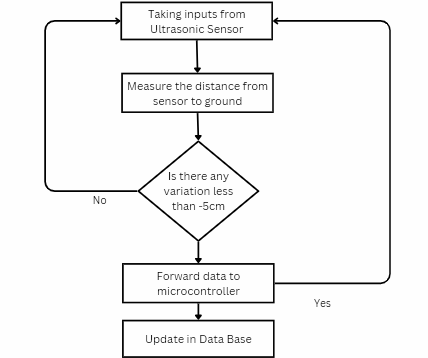 Taking inputs from
Ultrasonic Sensor
Measure the distance from
sensor to ground
Is there any
variation less
than -5cm
No
Forward data to
microcontroller
Yes
Update in Data Base